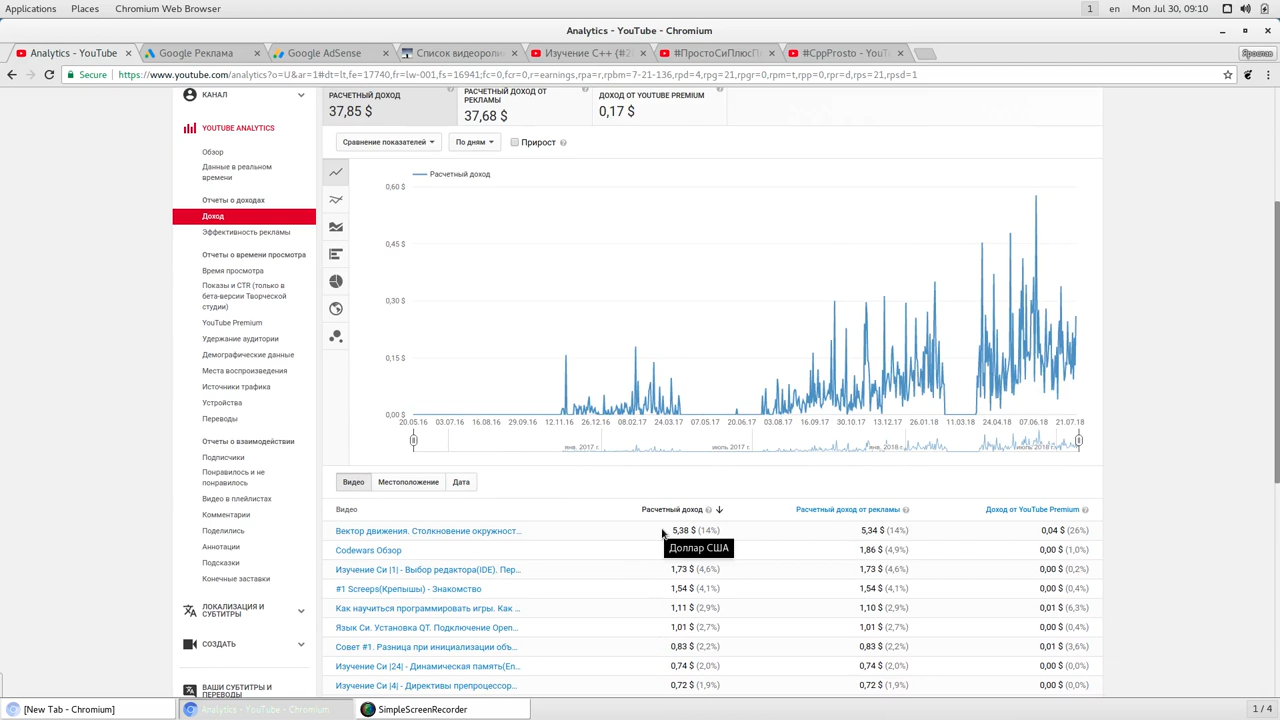 Applications Places Chromium Web Browser 1 en Mon Jul 30, 09:10
Analytics - YouTube - Chromium
Analytics - YouTube Google Реклама Google AdSense Список видеороли Изучение C++ {#2 #ПростоСиПлюсП #CppProsto - YouT
Secure https://www.youtube.com/analytics?o=U&ar=1#dt=lt,fe=17740,fr=lw-001,fs=16941;fc=0,fcr=0,r=earnings,rpa=r,rpbm=7-21-136,rpd=4,rpg=21,rpgr=0,rpm=t,rpp=0,rpr=d,rps=21,rpsd=1
КАНАЛ
YOUTUBE ANALYTICS
Обзор
Данные в реальном
времени
Отчеты о доходах
Доход
Эффективность рекламы
Отчеты о времени просмотра
Время просмотра
Показы и CTR (только в
бета-версии Творческой
студии)
YouTube Premium
Удержание аудитории
Демографические данные
Места воспроизведения
Источники трафика
Устройства
Переводы
Отчеты о взаимодействии
Подписчики
Понравилось и не
понравилось
Видео в плейлистах
Комментарии
Поделились
Аннотации
Подсказки
Конечные заставки
ЛОКАЛИЗАЦИЯ И
СУБТИТРЫ
СОЗДАТЬ
ВАШИ СУБТИТРЫ И
ПЕРЕВОДЫ
РАСЧЕТНЫЙ ДОХОД
37,85 $
РАСЧЕТНЫЙ ДОХОД ОТ
РЕКЛАМЫ
37,68 $
ДОХОД ОТ YOUTUBE PREMIUM
0,17 $
Сравнение показателей По дням Прирост
Расчетный доход
0,60 $
0,45 $
0,30 $
0,15 $
0,00 $
20.05.16 03.07.16 16.08.16 29.09.16 12.11.16 26.12.16 08.02.17 24.03.17 07.05.17 20.06.17 03.08.17 16.09.17 30.10.17 13.12.17 26.01.18 11.03.18 24.04.18 07.06.18 21.07.18
янв. 2017 г. июль 2017 г. янв. 2018 г. июль 2018 г.
Видео Местоположение Дата
Видео Расчетный доход Расчетный доход от рекламы Доход от YouTube Premium
Вектор движения. Столкновение окружност... 5,38 $ (14%) 5,34 $ (14%) 0,04 $ (26%)
Доллар США
Codewars Обзор 1,86 $ (4,9%) 0,00 $ (1,0%)
Изучение Си |1| - Выбор редактора(IDE). Пер... 1,73 $ (4,6%) 1,73 $ (4,6%) 0,00 $ (0,2%)
#1 Screeps(Крепышы) - Знакомство 1,54 $ (4,1%) 1,54 $ (4,1%) 0,00 $ (0,4%)
Как научиться программировать игры. Как ... 1,11 $ (2,9%) 1,10 $ (2,9%) 0,01 $ (6,3%)
Язык Си. Установка QT. Подключение Open... 1,01 $ (2,7%) 1,01 $ (2,7%) 0,00 $ (0,4%)
Совет #1. Разница при инициализации объ... 0,83 $ (2,2%) 0,83 $ (2,2%) 0,01 $ (3,6%)
Изучение Си |24| - Динамическая память(En... 0,74 $ (2,0%) 0,74 $ (2,0%) 0,00 $ (0,0%)
Изучение Си |4| - Директивы препроцессор... 0,72 $ (1,9%) 0,72 $ (1,9%) 0,00 $ (0,0%)
[New Tab - Chromium] Analytics - YouTube - Chromium SimpleScreenRecorder 1 / 4